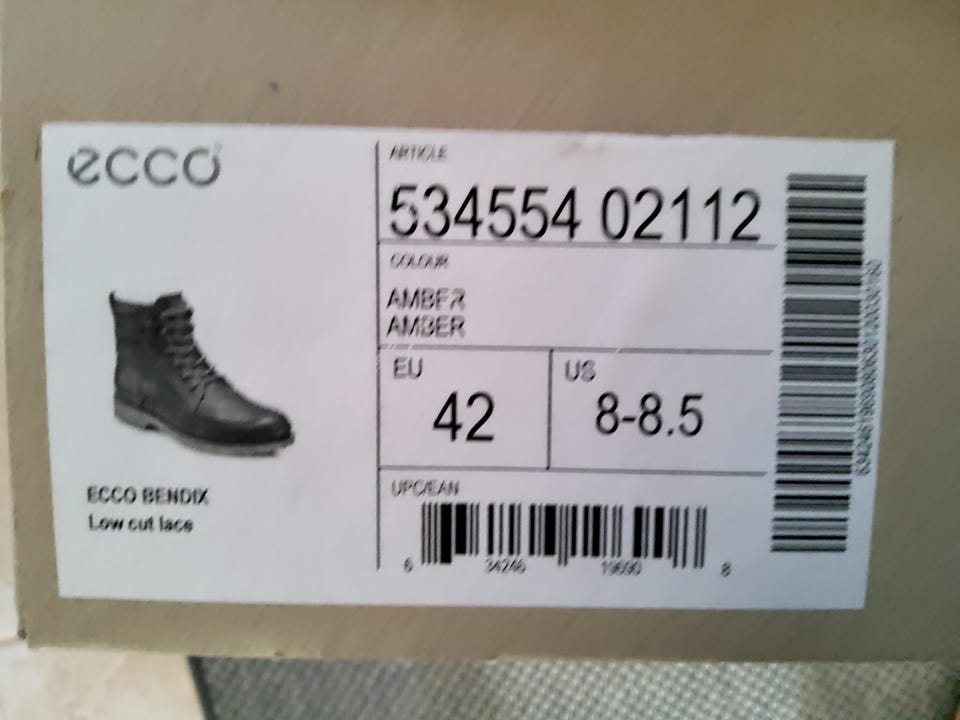 ecco
ARTICLE
534554 02112
COLOUR
AMBER
AMBER
EU
42
US
8-8.5
ECCO BENDIX
Low cut lace
UPC/EAN
6 34246 19690 8